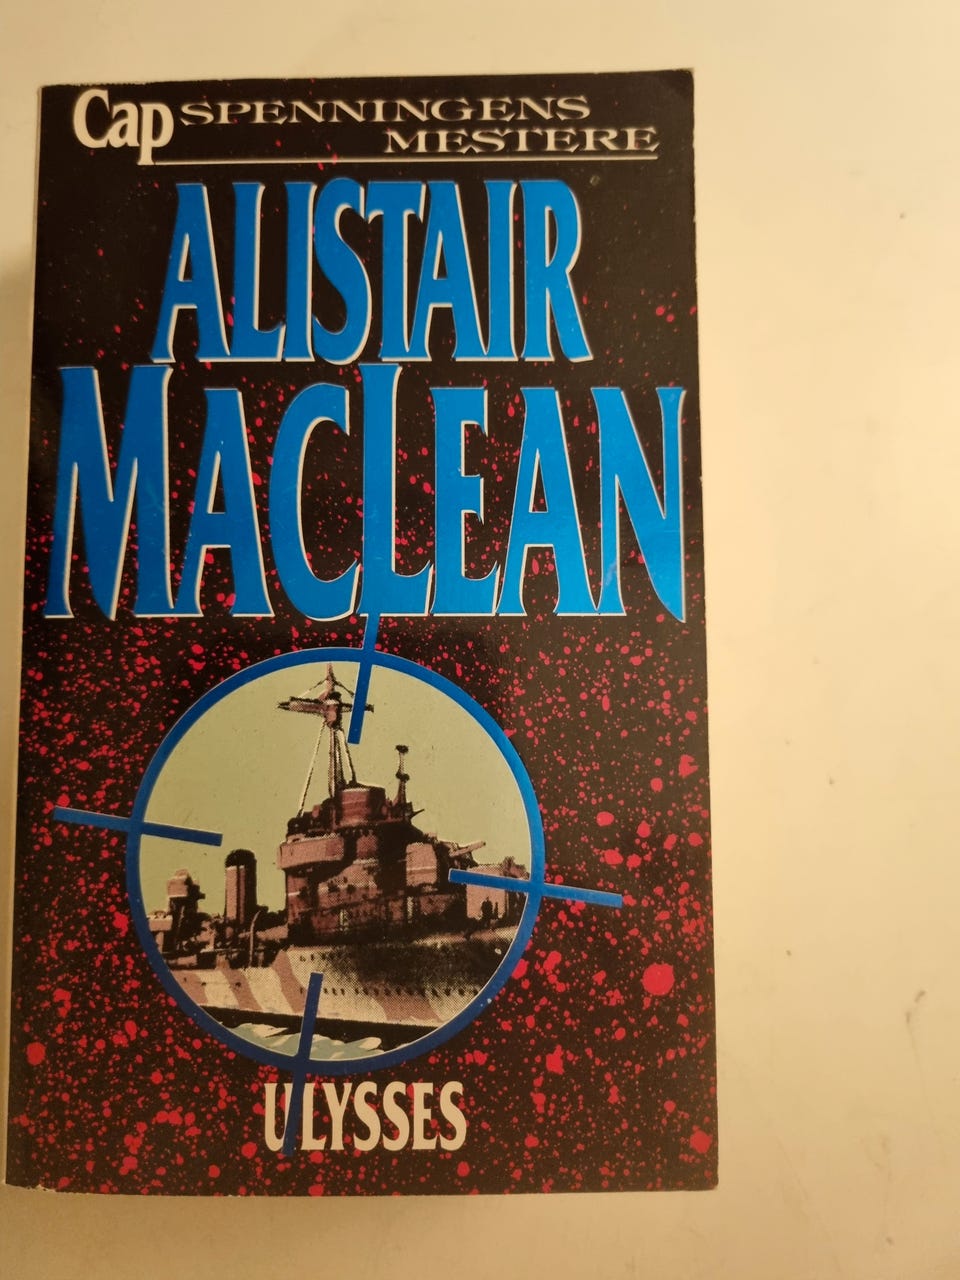 Cap SPENNINGENS
MESTERE
ALISTAIR
MACLEAN
ULYSSES